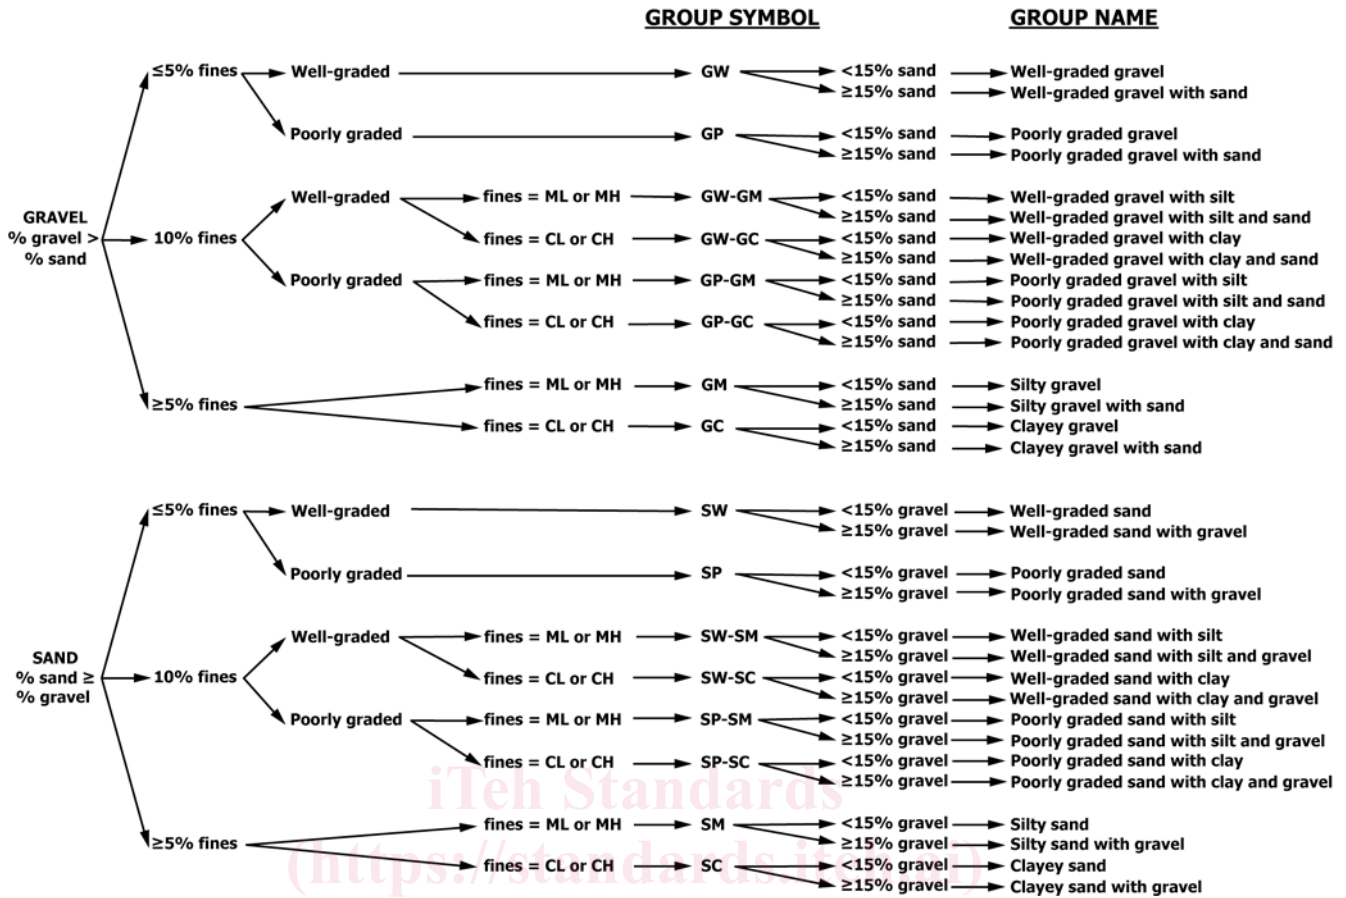 GROUP SYMBOL GROUP NAME
≤5% fines Well-graded GW <15% sand Well-graded gravel
≥15% sand Well-graded gravel with sand
Poorly graded GP <15% sand Poorly graded gravel
≥15% sand Poorly graded gravel with sand
Well-graded fines = ML or MH GW-GM <15% sand Well-graded gravel with silt
GRAVEL ≥15% sand Well-graded gravel with silt and sand
% gravel > 10% fines fines = CL or CH GW-GC <15% sand Well-graded gravel with clay
% sand ≥15% sand Well-graded gravel with clay and sand
Poorly graded fines = ML or MH GP-GM <15% sand Poorly graded gravel with silt
≥15% sand Poorly graded gravel with silt and sand
fines = CL or CH GP-GC <15% sand Poorly graded gravel with clay
≥15% sand Poorly graded gravel with clay and sand
≥5% fines fines = ML or MH GM <15% sand Silty gravel
≥15% sand Silty gravel with sand
fines = CL or CH GC <15% sand Clayey gravel
≥15% sand Clayey gravel with sand
≤5% fines Well-graded SW <15% gravel Well-graded sand
≥15% gravel Well-graded sand with gravel
Poorly graded SP <15% gravel Poorly graded sand
≥15% gravel Poorly graded sand with gravel
Well-graded fines = ML or MH SW-SM <15% gravel Well-graded sand with silt
SAND ≥15% gravel Well-graded sand with silt and gravel
% sand ≥ 10% fines fines = CL or CH SW-SC <15% gravel Well-graded sand with clay
% gravel ≥15% gravel Well-graded sand with clay and gravel
Poorly graded fines = ML or MH SP-SM <15% gravel Poorly graded sand with silt
≥15% gravel Poorly graded sand with silt and gravel
fines = CL or CH SP-SC <15% gravel Poorly graded sand with clay
≥15% gravel Poorly graded sand with clay and gravel
iTeh Standards
≥5% fines fines = ML or MH SM <15% gravel Silty sand
≥15% gravel Silty sand with gravel
fines = CL or CH SC <15% gravel Clayey sand
≥15% gravel Clayey sand with gravel
(https://standards.iteh.ai)